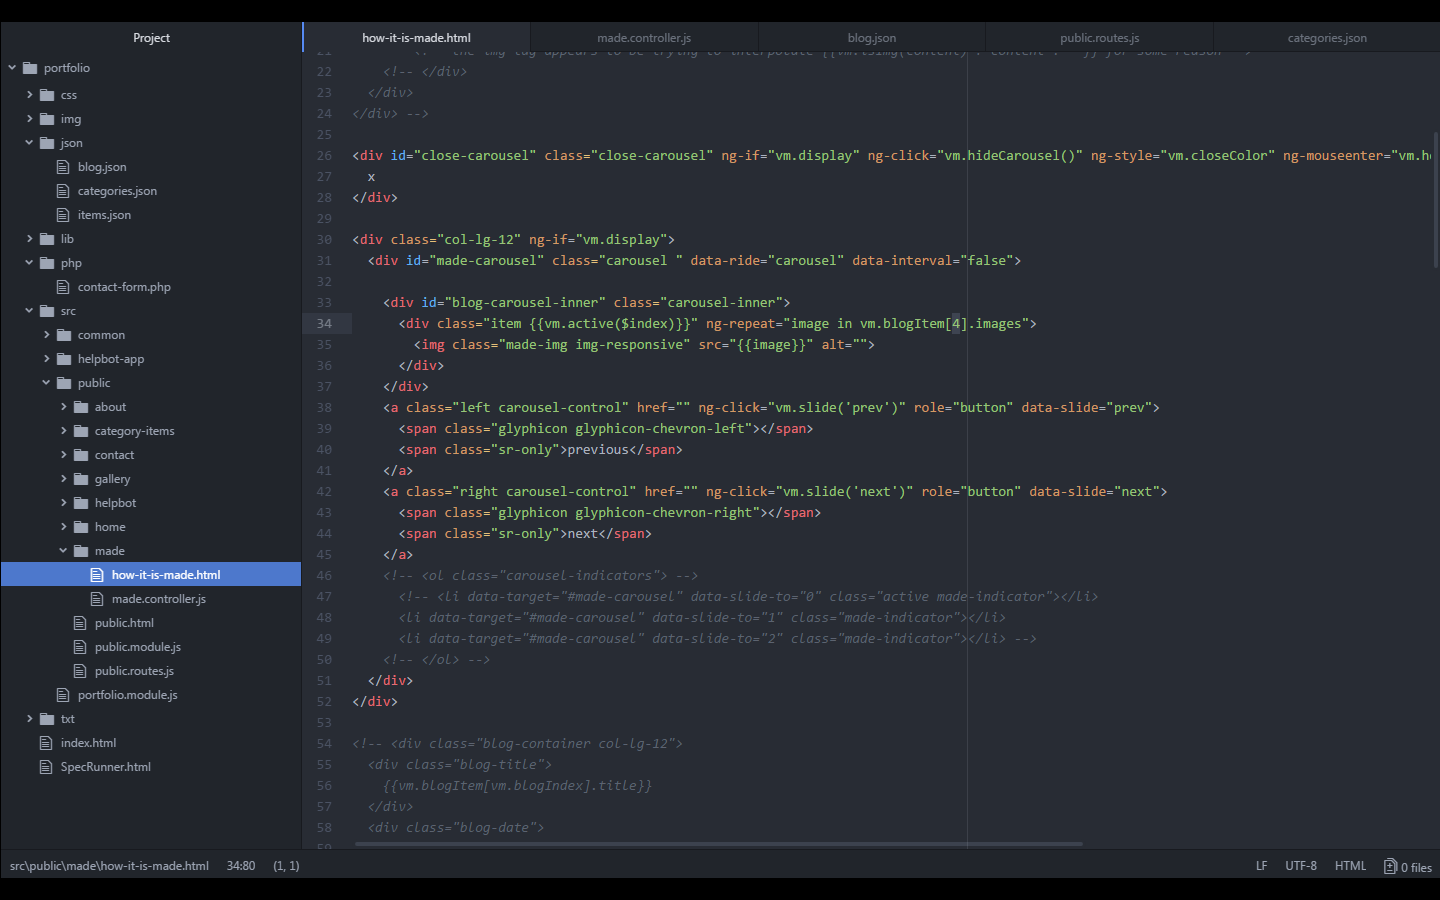 Project
portfolio
css
img
json
blog.json
categories.json
items.json
lib
php
contact-form.php
src
common
helpbot-app
public
about
category-items
contact
gallery
helpbot
home
made
how-it-is-made.html
made.controller.js
public.html
public.module.js
public.routes.js
portfolio.module.js
txt
index.html
SpecRunner.html
how-it-is-made.html made.controller.js blog.json public.routes.js categories.json
22 <!-- </div>
23 </div>
24 </div> -->
25
26 <div id="close-carousel" class="close-carousel" ng-if="vm.display" ng-click="vm.hideCarousel()" ng-style="vm.closeColor" ng-mouseenter="vm.h
27 x
28 </div>
29
30 <div class="col-lg-12" ng-if="vm.display">
31 <div id="made-carousel" class="carousel " data-ride="carousel" data-interval="false">
32
33 <div id="blog-carousel-inner" class="carousel-inner">
34 <div class="item {{vm.active($index)}}" ng-repeat="image in vm.blogItem[4].images">
35 <img class="made-img img-responsive" src="{{image}}" alt="">
36 </div>
37 </div>
38 <a class="left carousel-control" href="" ng-click="vm.slide('prev')" role="button" data-slide="prev">
39 <span class="glyphicon glyphicon-chevron-left"></span>
40 <span class="sr-only">previous</span>
41 </a>
42 <a class="right carousel-control" href="" ng-click="vm.slide('next')" role="button" data-slide="next">
43 <span class="glyphicon glyphicon-chevron-right"></span>
44 <span class="sr-only">next</span>
45 </a>
46 <!-- <ol class="carousel-indicators"> -->
47 <!-- <li data-target="#made-carousel" data-slide-to="0" class="active made-indicator"></li>
48 <li data-target="#made-carousel" data-slide-to="1" class="made-indicator"></li>
49 <li data-target="#made-carousel" data-slide-to="2" class="made-indicator"></li> -->
50 <!-- </ol> -->
51 </div>
52 </div>
53
54 <!-- <div class="blog-container col-lg-12">
55 <div class="blog-title">
56 {{vm.blogItem[vm.blogIndex].title}}
57 </div>
58 <div class="blog-date">
src\public\made\how-it-is-made.html 34:80 (1, 1) LF UTF-8 HTML 0 files